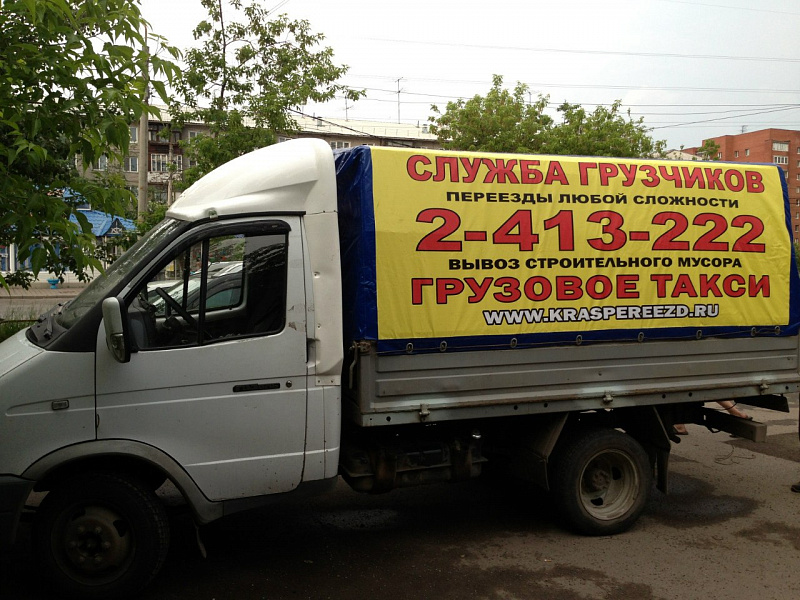 СЛУЖБА ГРУЗЧИКОВ
ПЕРЕЕЗДЫ ЛЮБОЙ СЛОЖНОСТИ
2-413-222
ВЫВОЗ СТРОИТЕЛЬНОГО МУСОРА
ГРУЗОВОЕ ТАКСИ
WWW.KRASPEREEZD.RU